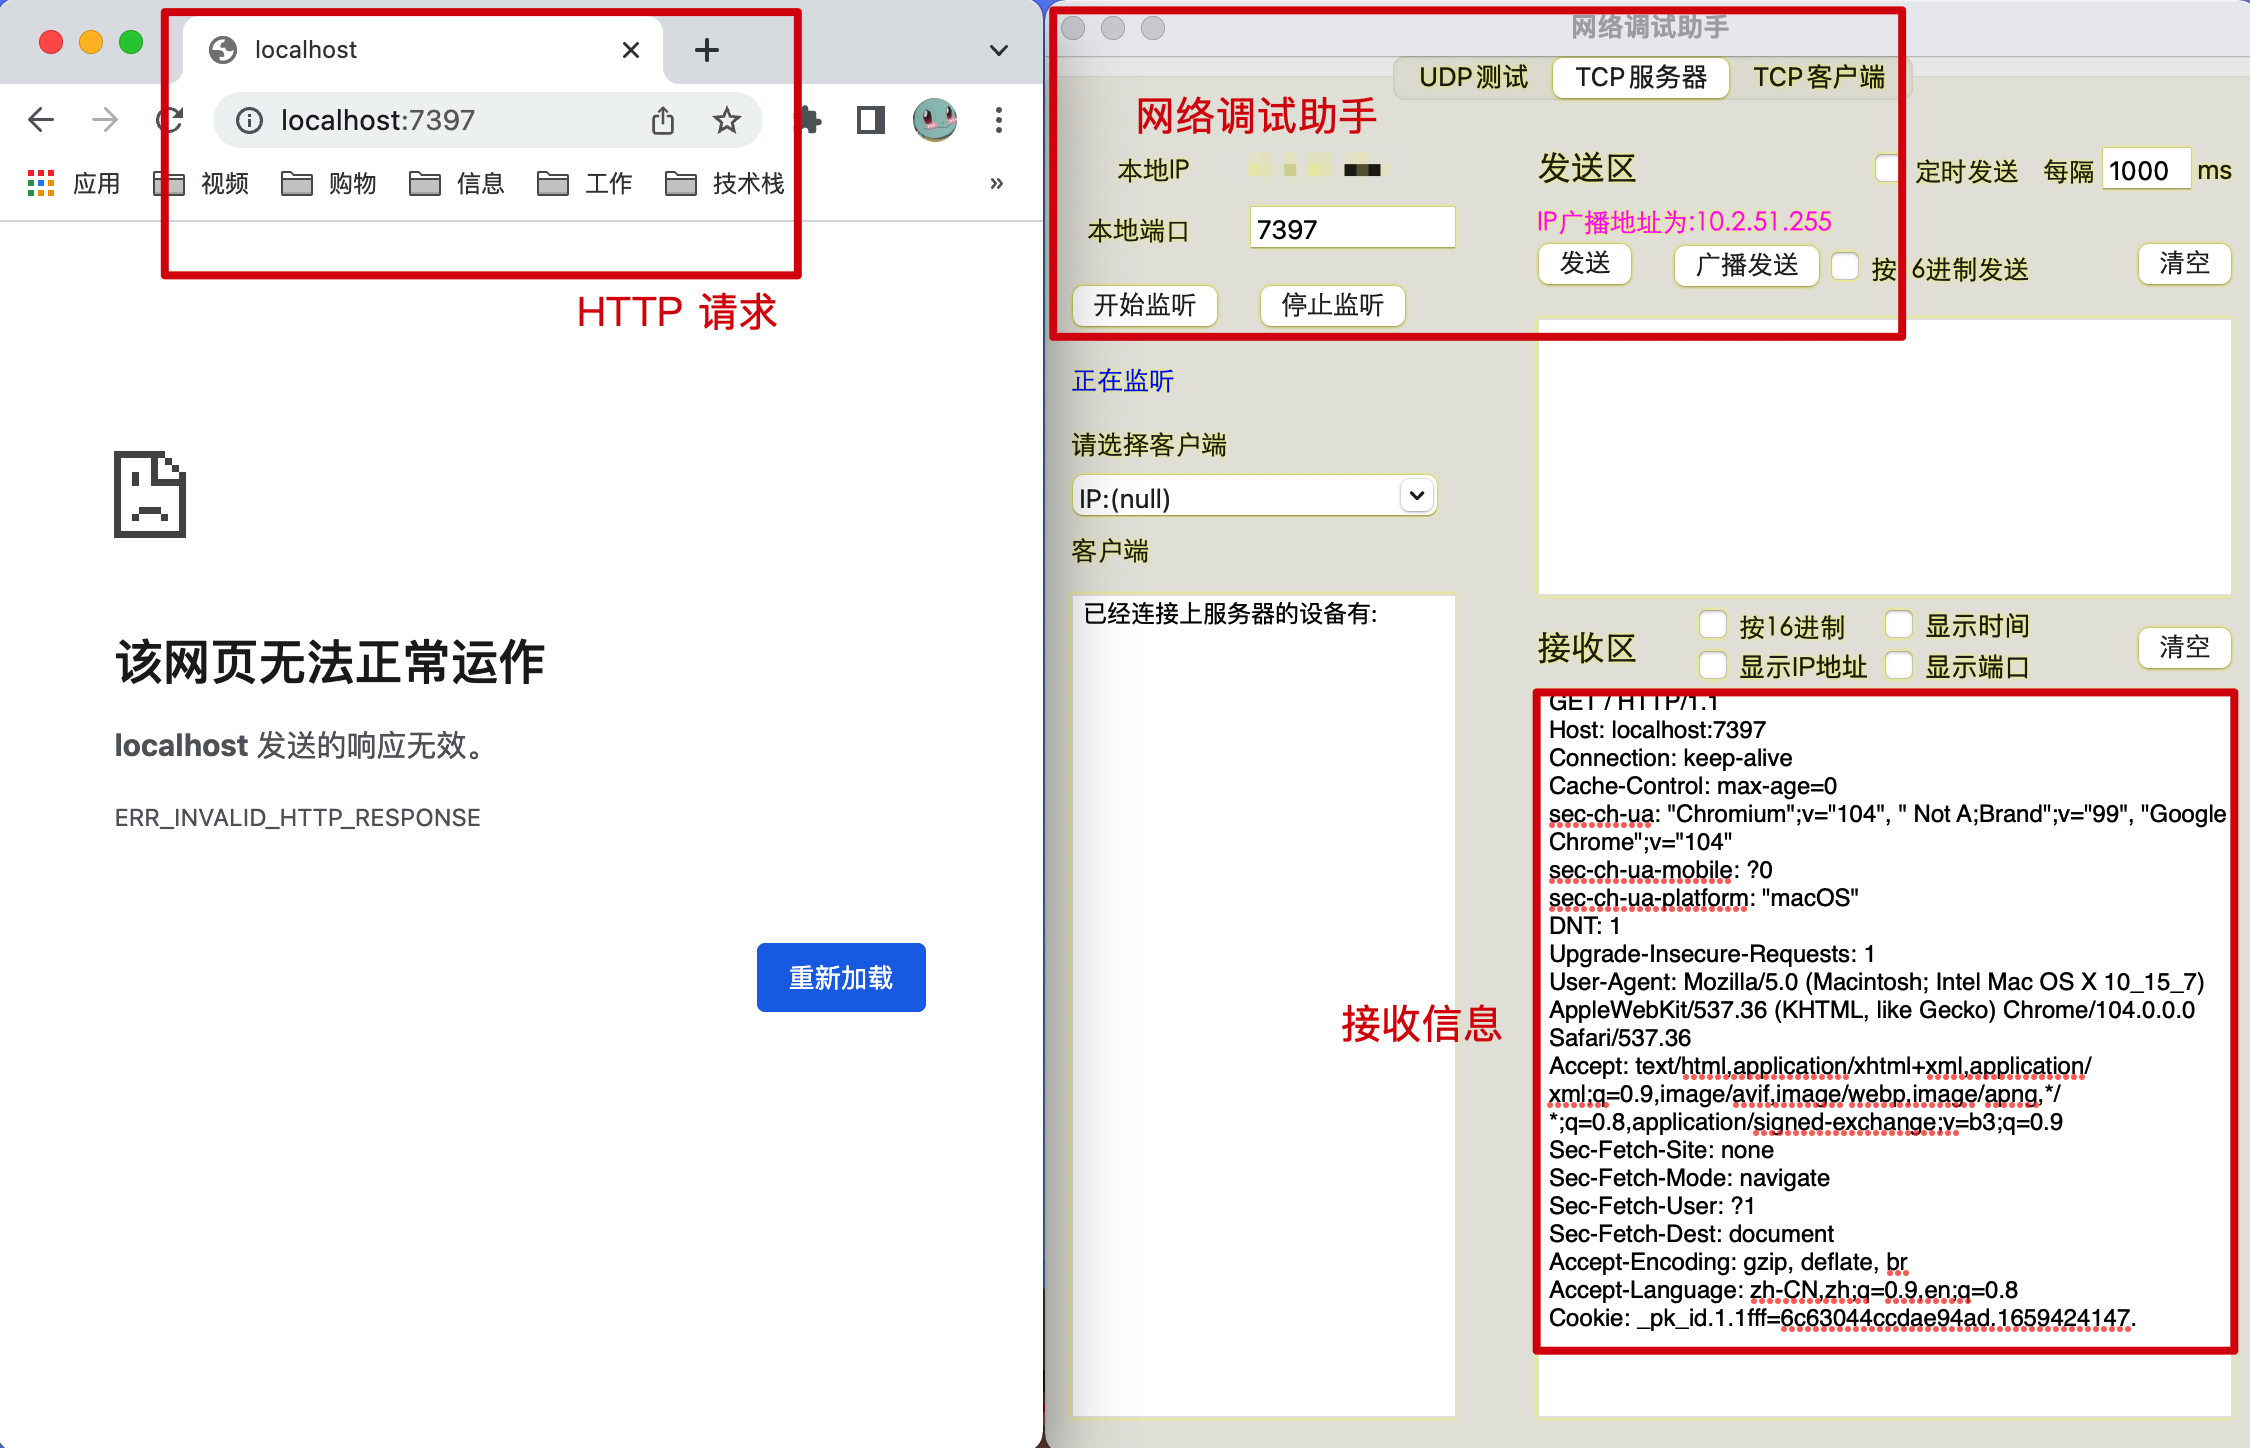 localhost
localhost:7397
应用 视频 购物 信息 工作 技术栈 »
HTTP 请求
该网页无法正常运作
localhost 发送的响应无效。
ERR_INVALID_HTTP_RESPONSE
重新加载
网络调试助手
UDP测试 TCP服务器 TCP客户端
网络调试助手
本地IP
本地端口 7397
开始监听 停止监听
正在监听
请选择客户端
IP:(null)
客户端
已经连接上服务器的设备有:
发送区 定时发送 每隔 1000 ms
IP广播地址为:10.2.51.255
发送 广播发送 按 6进制发送 清空
接收区 按16进制 显示时间
显示IP地址 显示端口 清空
接收信息
GET / HTTP/1.1
Host: localhost:7397
Connection: keep-alive
Cache-Control: max-age=0
sec-ch-ua: "Chromium";v="104", " Not A;Brand";v="99", "Google
Chrome";v="104"
sec-ch-ua-mobile: ?0
sec-ch-ua-platform: "macOS"
DNT: 1
Upgrade-Insecure-Requests: 1
User-Agent: Mozilla/5.0 (Macintosh; Intel Mac OS X 10_15_7)
AppleWebKit/537.36 (KHTML, like Gecko) Chrome/104.0.0.0
Safari/537.36
Accept: text/html,application/xhtml+xml,application/
xml;q=0.9,image/avif,image/webp,image/apng,*/
*;q=0.8,application/signed-exchange;v=b3;q=0.9
Sec-Fetch-Site: none
Sec-Fetch-Mode: navigate
Sec-Fetch-User: ?1
Sec-Fetch-Dest: document
Accept-Encoding: gzip, deflate, br
Accept-Language: zh-CN,zh;q=0.9,en;q=0.8
Cookie: _pk_id.1.1fff=6c63044ccdae94ad.1659424147.